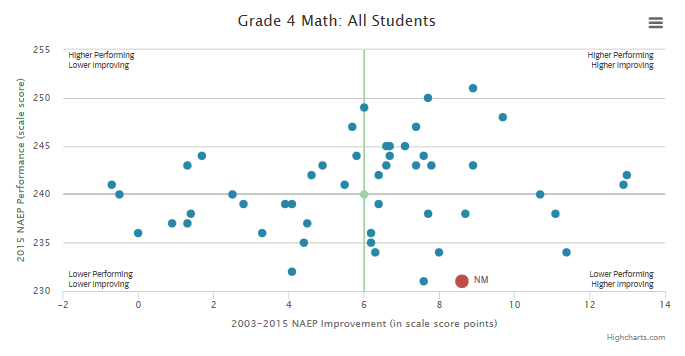 Grade 4 Math: All Students
255
Higher Performing
Lower Improving
Higher Performing
Higher Improving
250
245
240
235
Lower Performing
Lower Improving
NM
Lower Performing
Higher Improving
230
−2 0 2 4 6 8 10 12 14
2015 NAEP Performance (scale score)
2003−2015 NAEP Improvement (in scale score points)
Highcharts.com